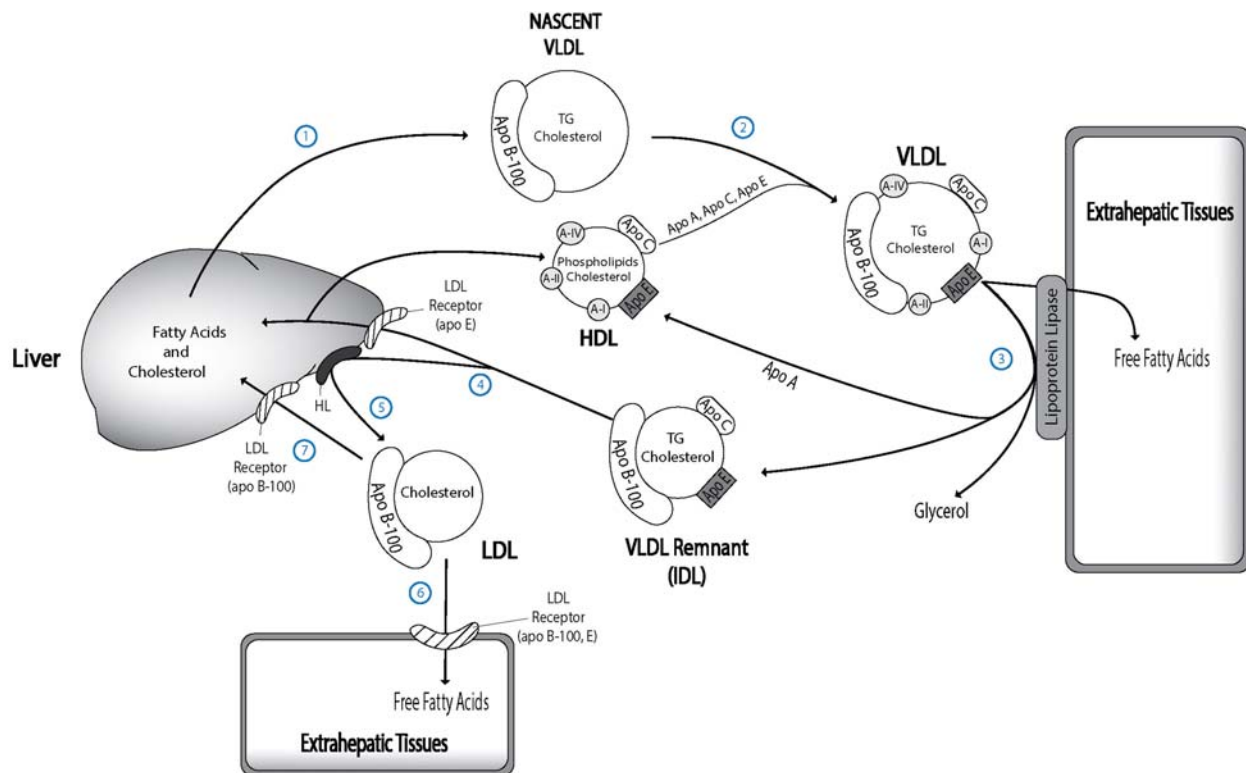 NASCENT
VLDL
Apo B-100
TG
Cholesterol
1
2
VLDL
A-IV
Apo C
Apo B-100
TG
Cholesterol
A-I
A-II
Apo E
Extrahepatic Tissues
Lipoprotein Lipase
Free Fatty Acids
3
Apo A, Apo C, Apo E
A-IV
Apo C
Phospholipids
Cholesterol
A-II
A-I
Apo E
HDL
Apo A
Liver
Fatty Acids
and
Cholesterol
LDL
Receptor
(apo E)
HL
4
5
LDL
Receptor
(apo B-100)
7
Apo B-100
Cholesterol
LDL
Apo B-100
TG
Cholesterol
Apo C
Apo E
VLDL Remnant
(IDL)
Glycerol
6
LDL
Receptor
(apo B-100, E)
Free Fatty Acids
Extrahepatic Tissues